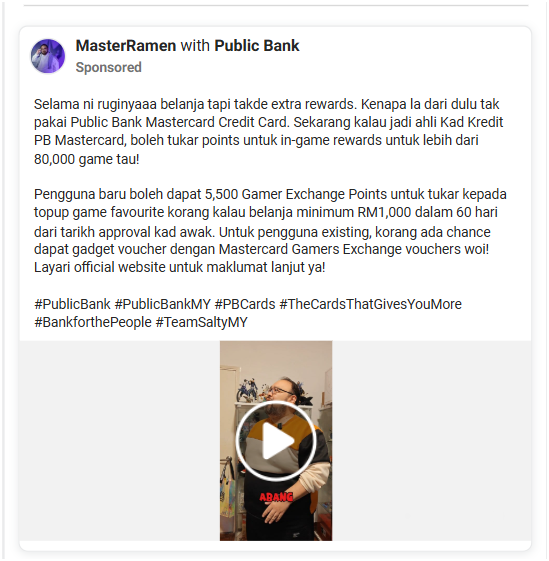 MasterRamen with Public Bank
Sponsored
Selama ni ruginyaaa belanja tapi takde extra rewards. Kenapa la dari dulu tak
pakai Public Bank Mastercard Credit Card. Sekarang kalau jadi ahli Kad Kredit
PB Mastercard, boleh tukar points untuk in-game rewards untuk lebih dari
80,000 game tau!
Pengguna baru boleh dapat 5,500 Gamer Exchange Points untuk tukar kepada
topup game favourite korang kalau belanja minimum RM1,000 dalam 60 hari
dari tarikh approval kad awak. Untuk pengguna existing, korang ada chance
dapat gadget voucher dengan Mastercard Gamers Exchange vouchers woi!
Layari official website untuk maklumat lanjut ya!
#PublicBank #PublicBankMY #PBCards #TheCardsThatGivesYouMore
#BankforthePeople #TeamSaltyMY
ABANG